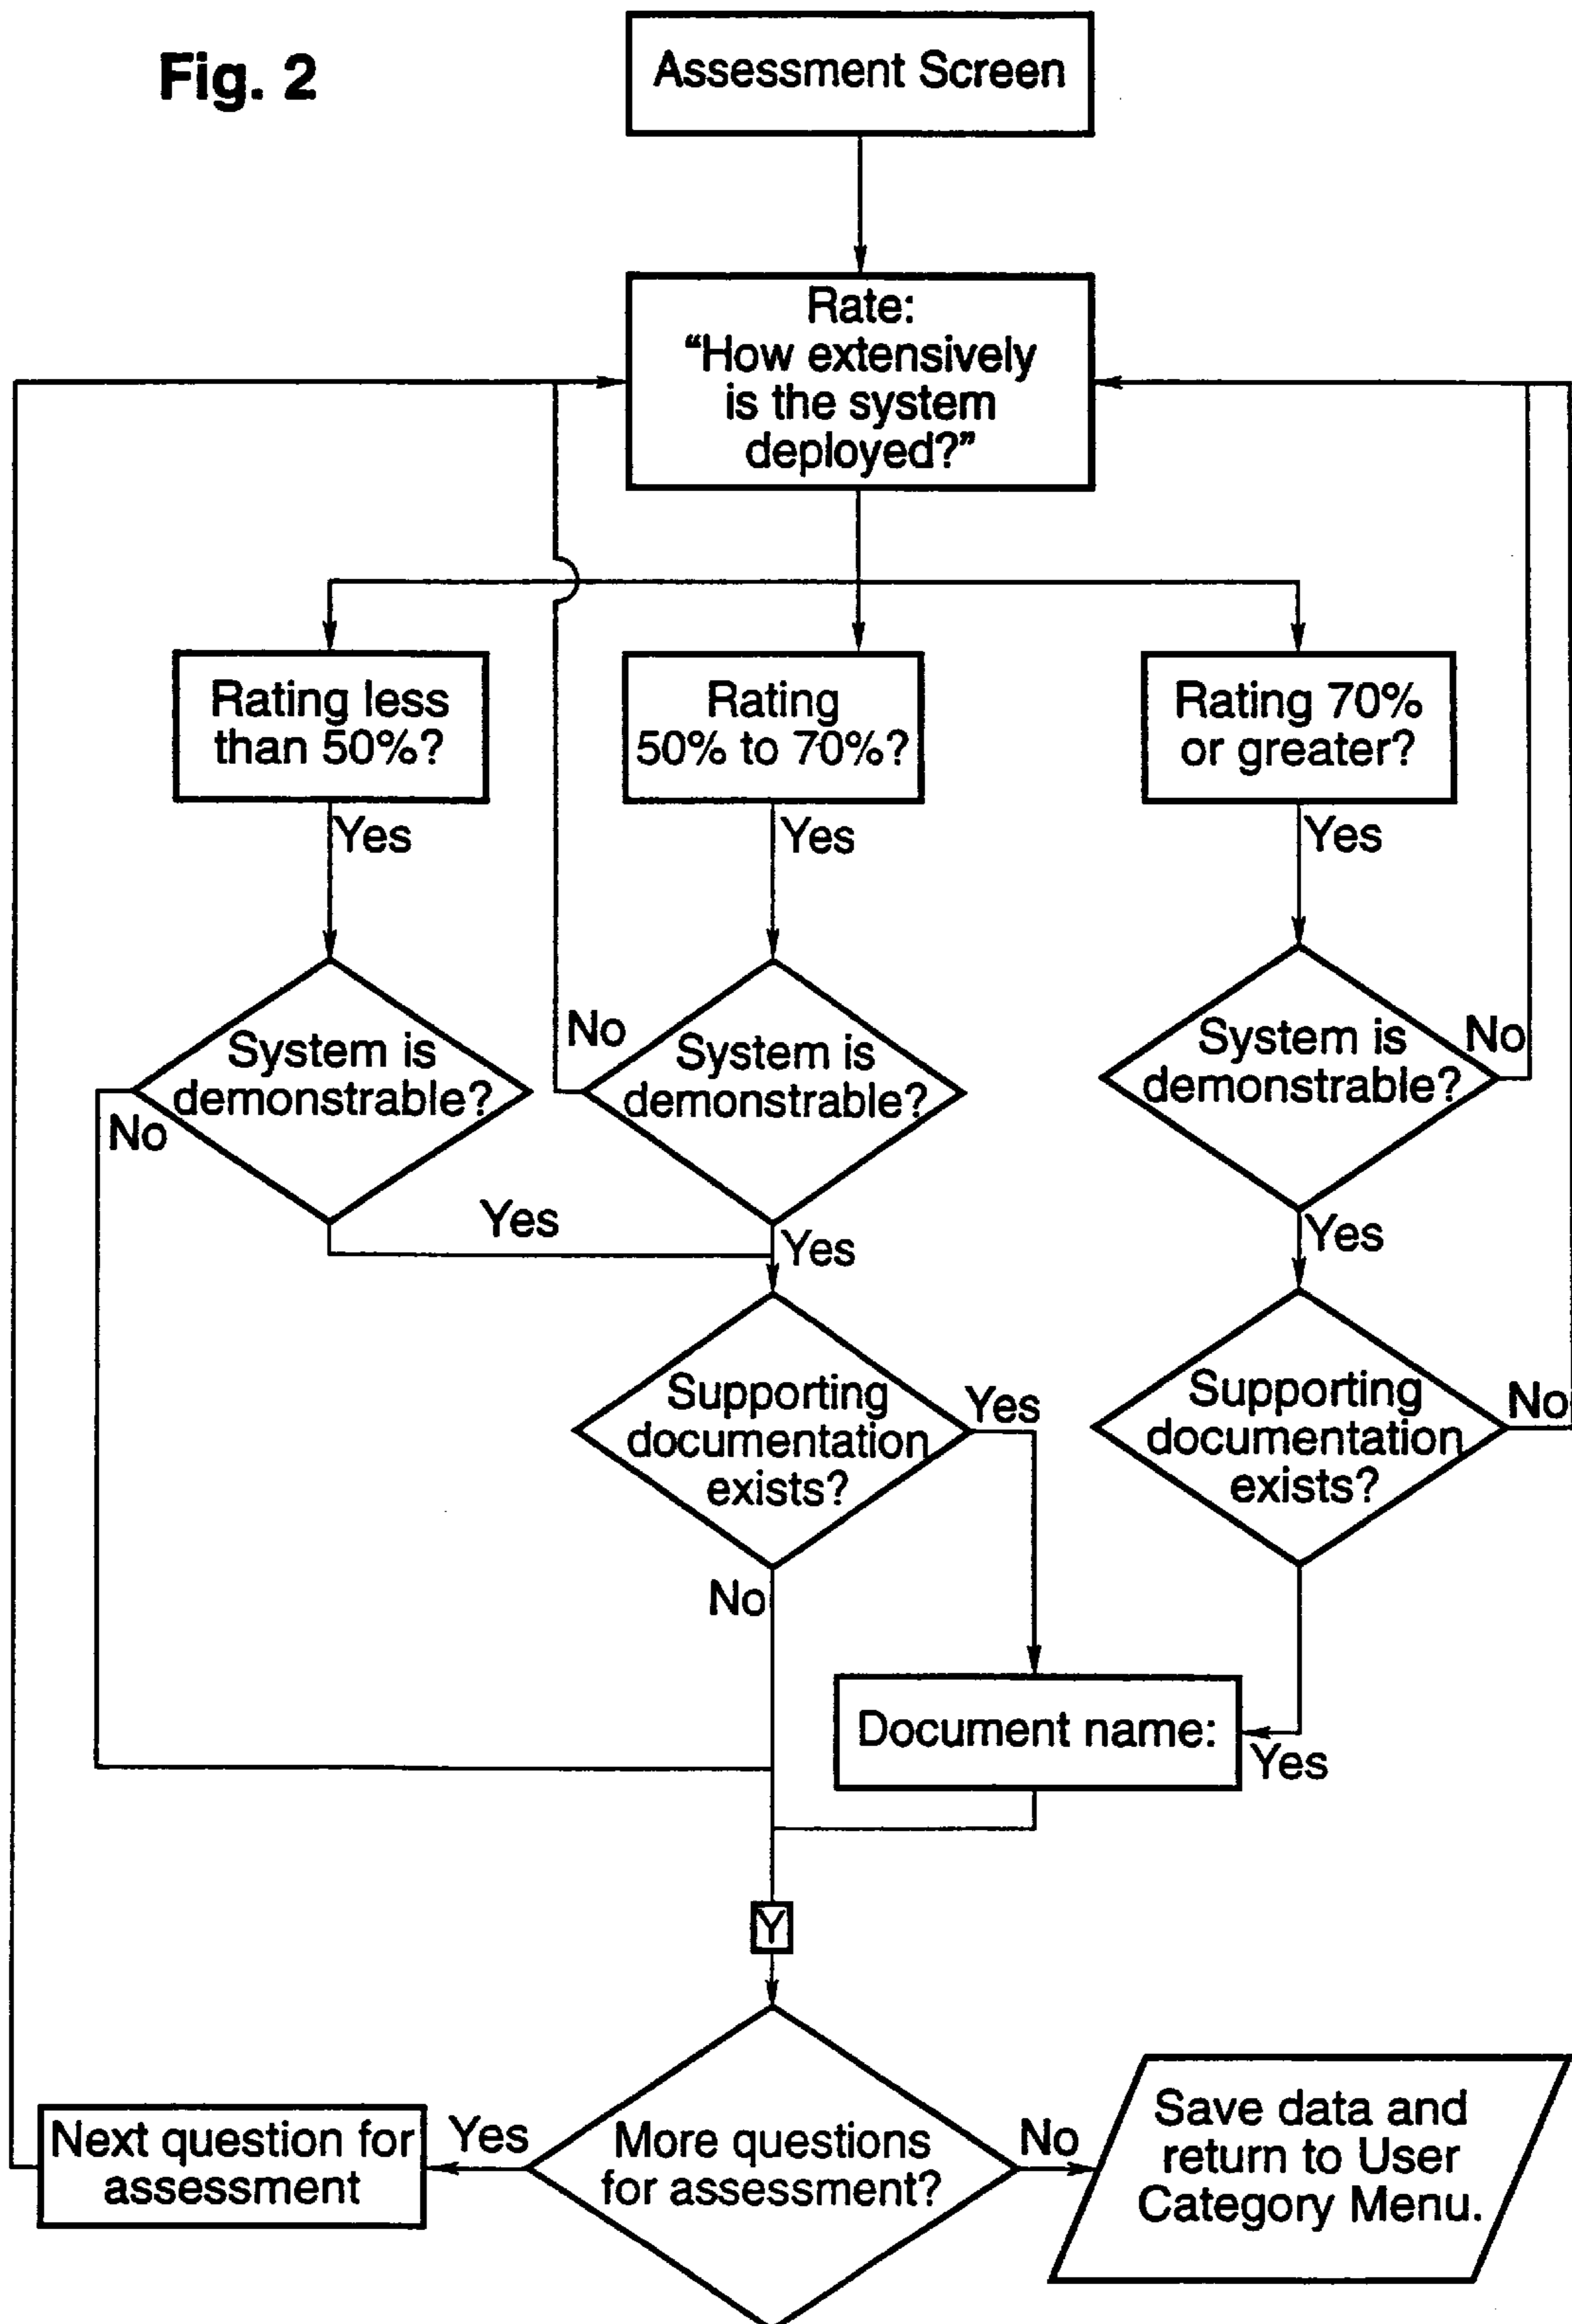 Fig. 2
Assessment Screen
Rate:
“How extensively
is the system
deployed?”
Rating less
than 50%?
Rating
50% to 70%?
Rating 70%
or greater?
Yes
Yes
Yes
System is
demonstrable?
No
No
System is
demonstrable?
System is
demonstrable?
No
Yes
Yes
Yes
Supporting
documentation
exists?
Yes
No
Supporting
documentation
exists?
No
Document name:
Yes
Y
Next question for
assessment
Yes
More questions
for assessment?
No
Save data and
return to User
Category Menu.